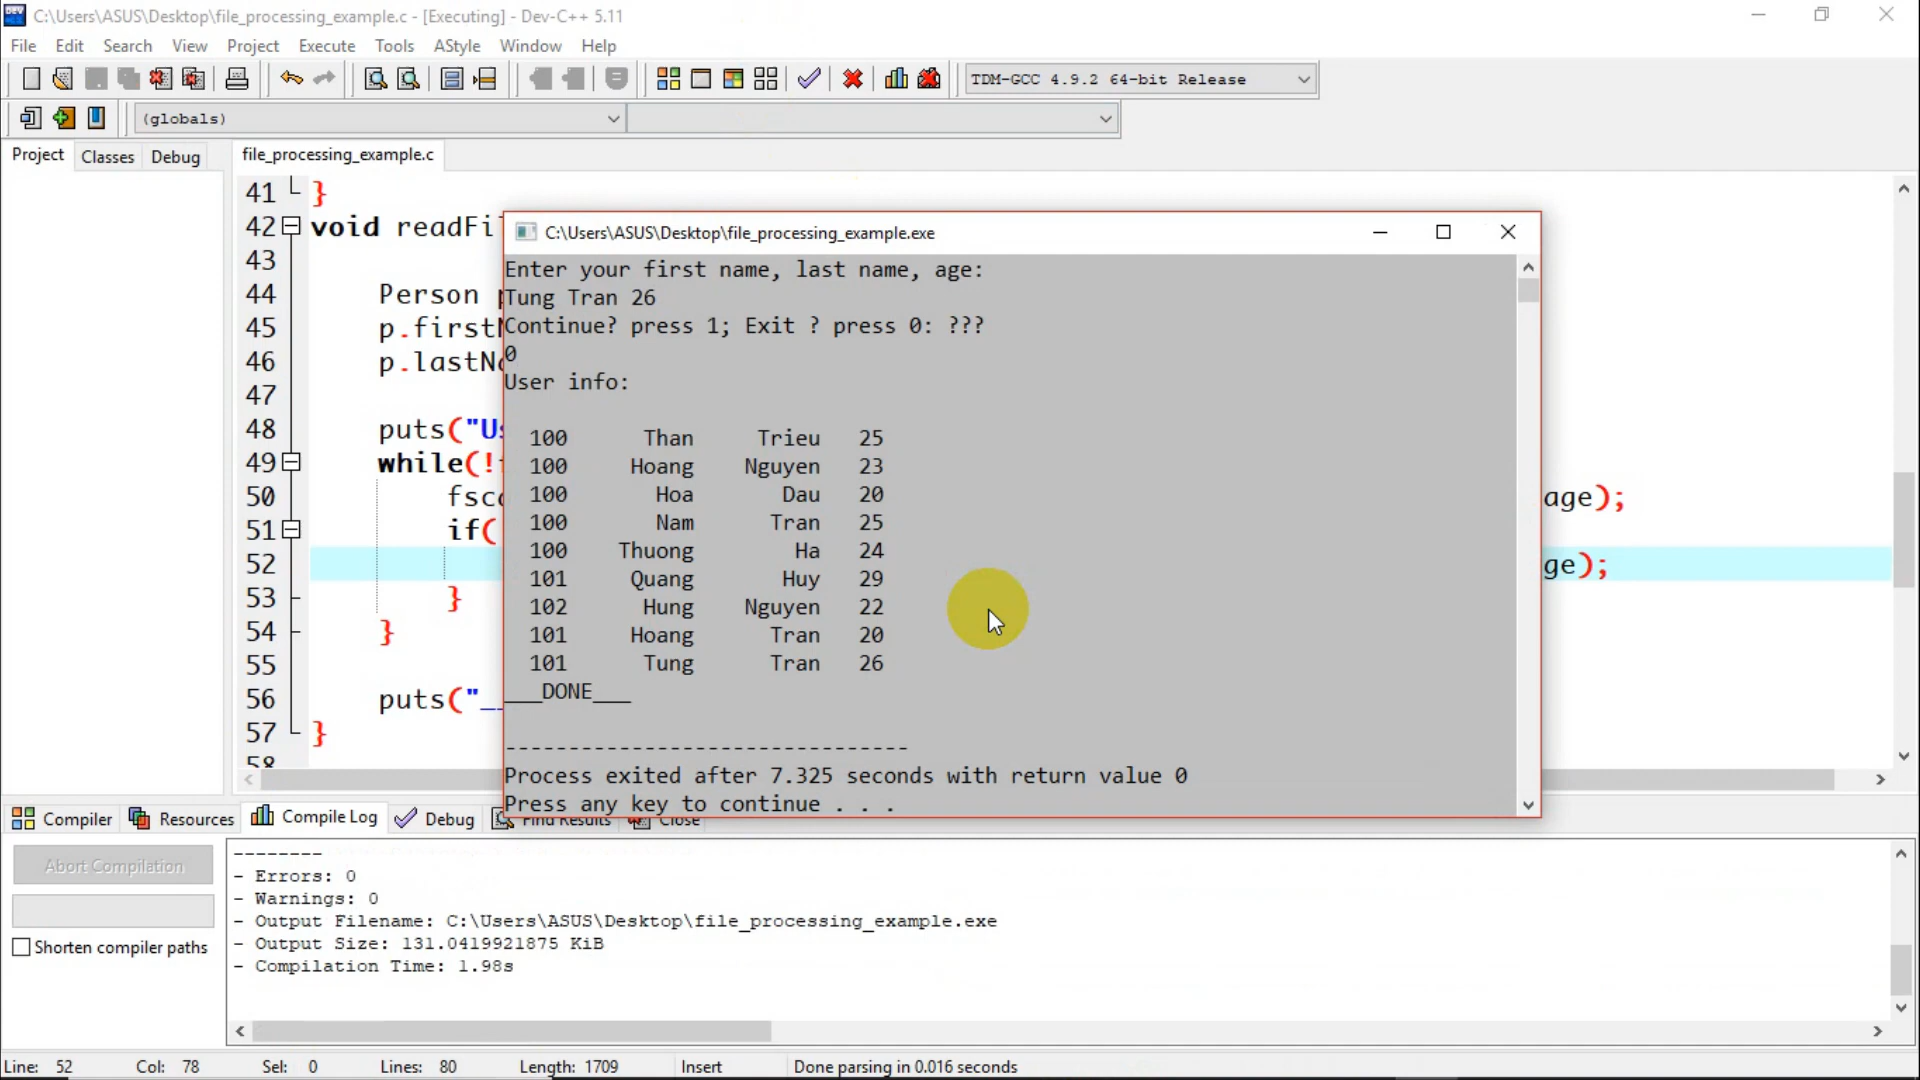 C:\Users\ASUS\Desktop\file_processing_example.c - [Executing] - Dev-C++ 5.11
File Edit Search View Project Execute Tools AStyle Window Help
TDM-GCC 4.9.2 64-bit Release
(globals)
Project Classes Debug file_processing_example.c
41 }
42 void readFi
43
44 Person p
45 p.firstN
46 p.lastNa
47
48 puts("Us
49 while(!f
50 fsca age);
51 if(
52 ge);
53 }
54 }
55
56 puts("__
57 }
58
C:\Users\ASUS\Desktop\file_processing_example.exe
Enter your first name, last name, age:
Tung Tran 26
Continue? press 1; Exit ? press 0: ???
0
User info:
100 Than Trieu 25
100 Hoang Nguyen 23
100 Hoa Dau 20
100 Nam Tran 25
100 Thuong Ha 24
101 Quang Huy 29
102 Hung Nguyen 22
101 Hoang Tran 20
101 Tung Tran 26
___DONE___
--------------------------------
Process exited after 7.325 seconds with return value 0
Press any key to continue . . .
Compiler Resources Compile Log Debug Find Results Close
Abort Compilation
Shorten compiler paths
--------
- Errors: 0
- Warnings: 0
- Output Filename: C:\Users\ASUS\Desktop\file_processing_example.exe
- Output Size: 131.0419921875 KiB
- Compilation Time: 1.98s
Line: 52 Col: 78 Sel: 0 Lines: 80 Length: 1709 Insert Done parsing in 0.016 seconds